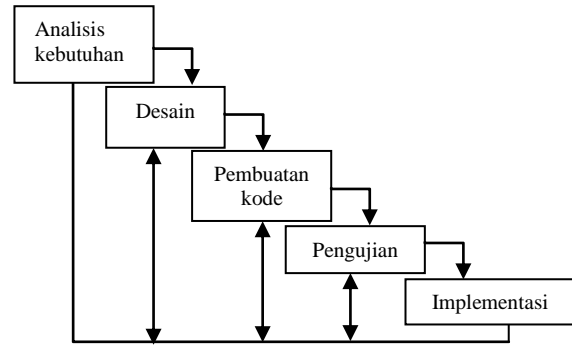 Analisis
kebutuhan
Desain
Pembuatan
kode
Pengujian
Implementasi